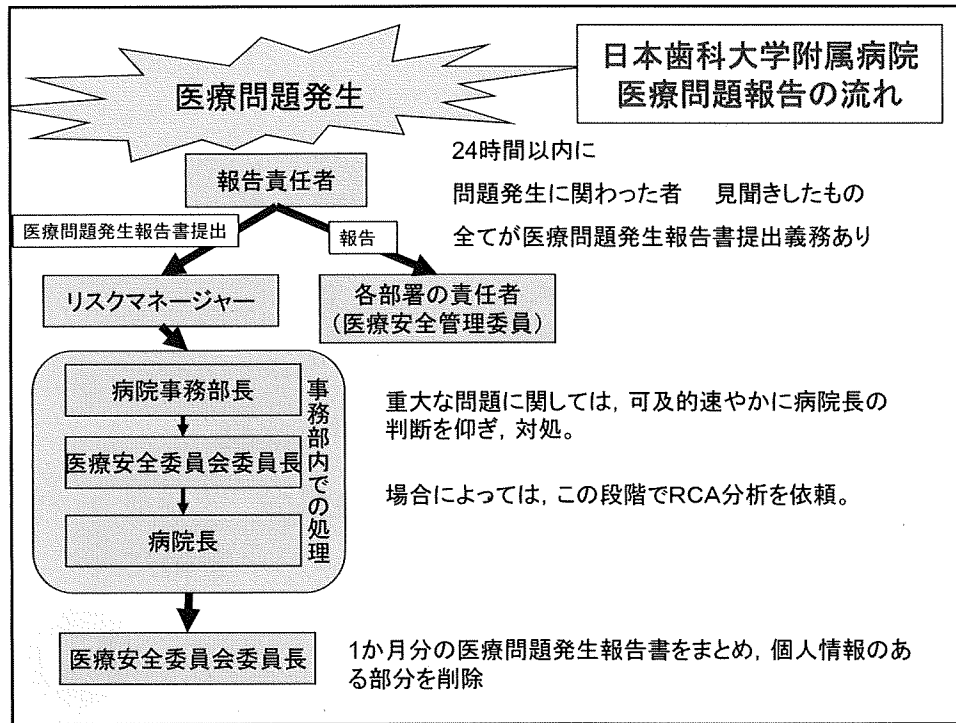 日本歯科大学附属病院
医療問題報告の流れ
医療問題発生
24時間以内に
報告責任者
問題発生に関わった者　見聞きしたもの
医療問題発生報告書提出
報告
全てが医療問題発生報告書提出義務あり
リスクマネージャー
各部署の責任者
（医療安全管理委員）
病院事務部長
医療安全委員会委員長
病院長
事務部内での処理
重大な問題に関しては，可及的速やかに病院長の
判断を仰ぎ，対処。
場合によっては，この段階でRCA分析を依頼。
医療安全委員会委員長
1か月分の医療問題発生報告書をまとめ，個人情報のあ
る部分を削除